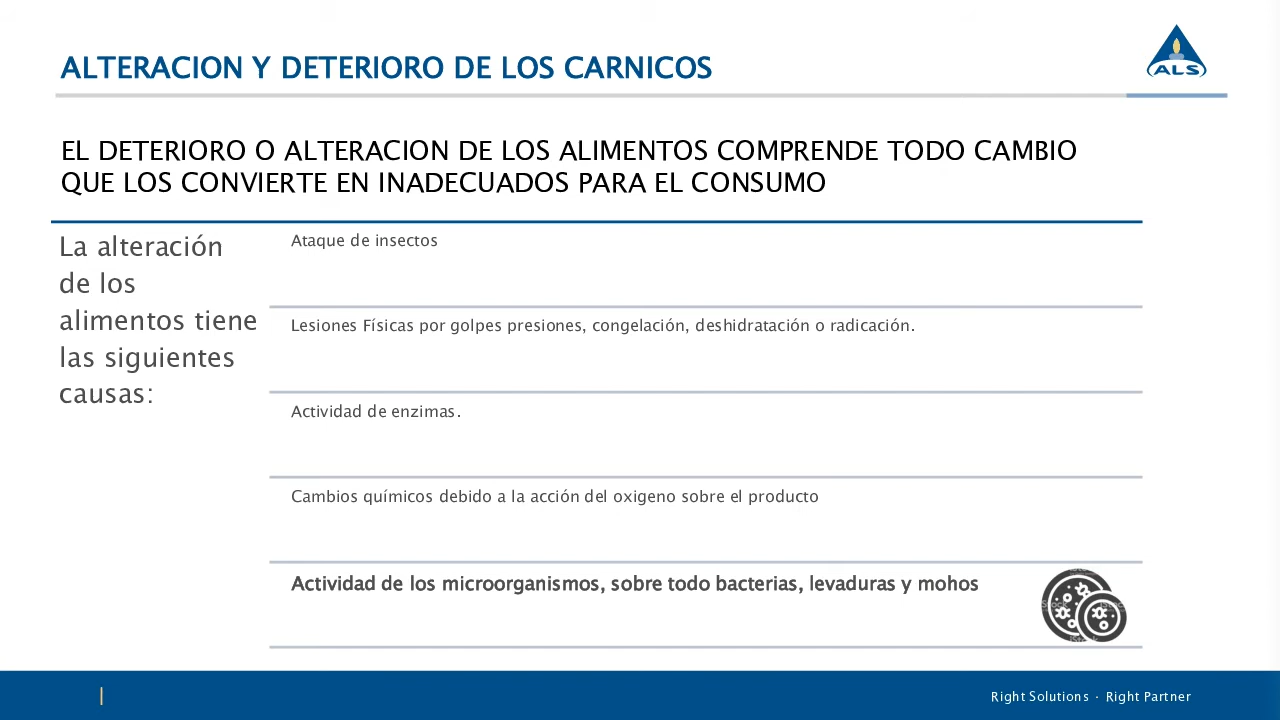 ALTERACION Y DETERIORO DE LOS CARNICOS
ALS
EL DETERIORO O ALTERACION DE LOS ALIMENTOS COMPRENDE TODO CAMBIO
QUE LOS CONVIERTE EN INADECUADOS PARA EL CONSUMO
La alteración
de los
alimentos tiene
las siguientes
causas:
Ataque de insectos
Lesiones Físicas por golpes presiones, congelación, deshidratación o radicación.
Actividad de enzimas.
Cambios químicos debido a la acción del oxigeno sobre el producto
Actividad de los microorganismos, sobre todo bacterias, levaduras y mohos
Right Solutions · Right Partner